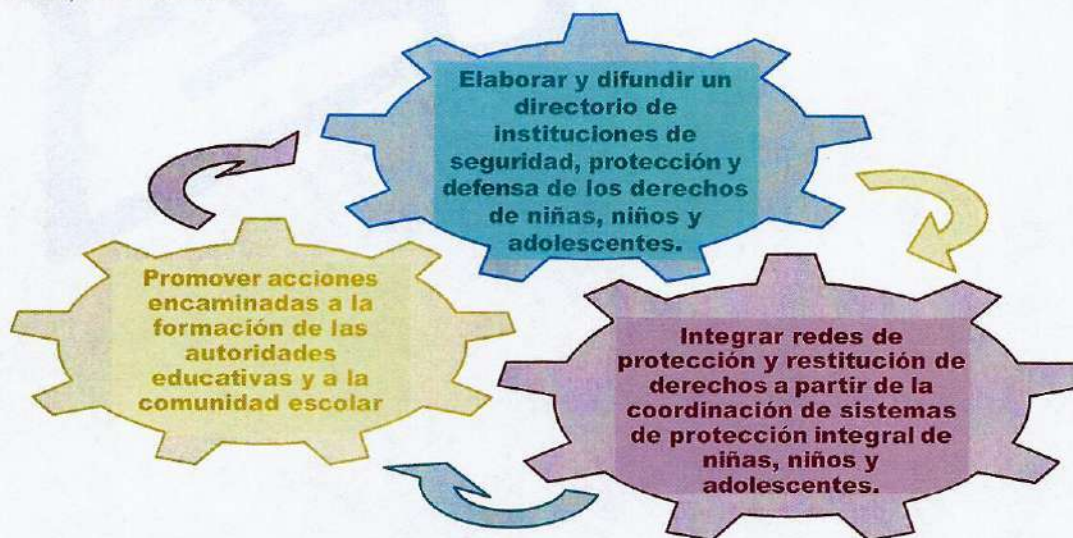 Elaborar y difundir un
directorio de
instituciones de
seguridad, protección y
defensa de los derechos
de niñas, niños y
adolescentes.
Promover acciones
encaminadas a la
formación de las
autoridades
educativas y a la
comunidad escolar
Integrar redes de
protección y restitución de
derechos a partir de la
coordinación de sistemas
de protección integral de
niñas, niños y
adolescentes.